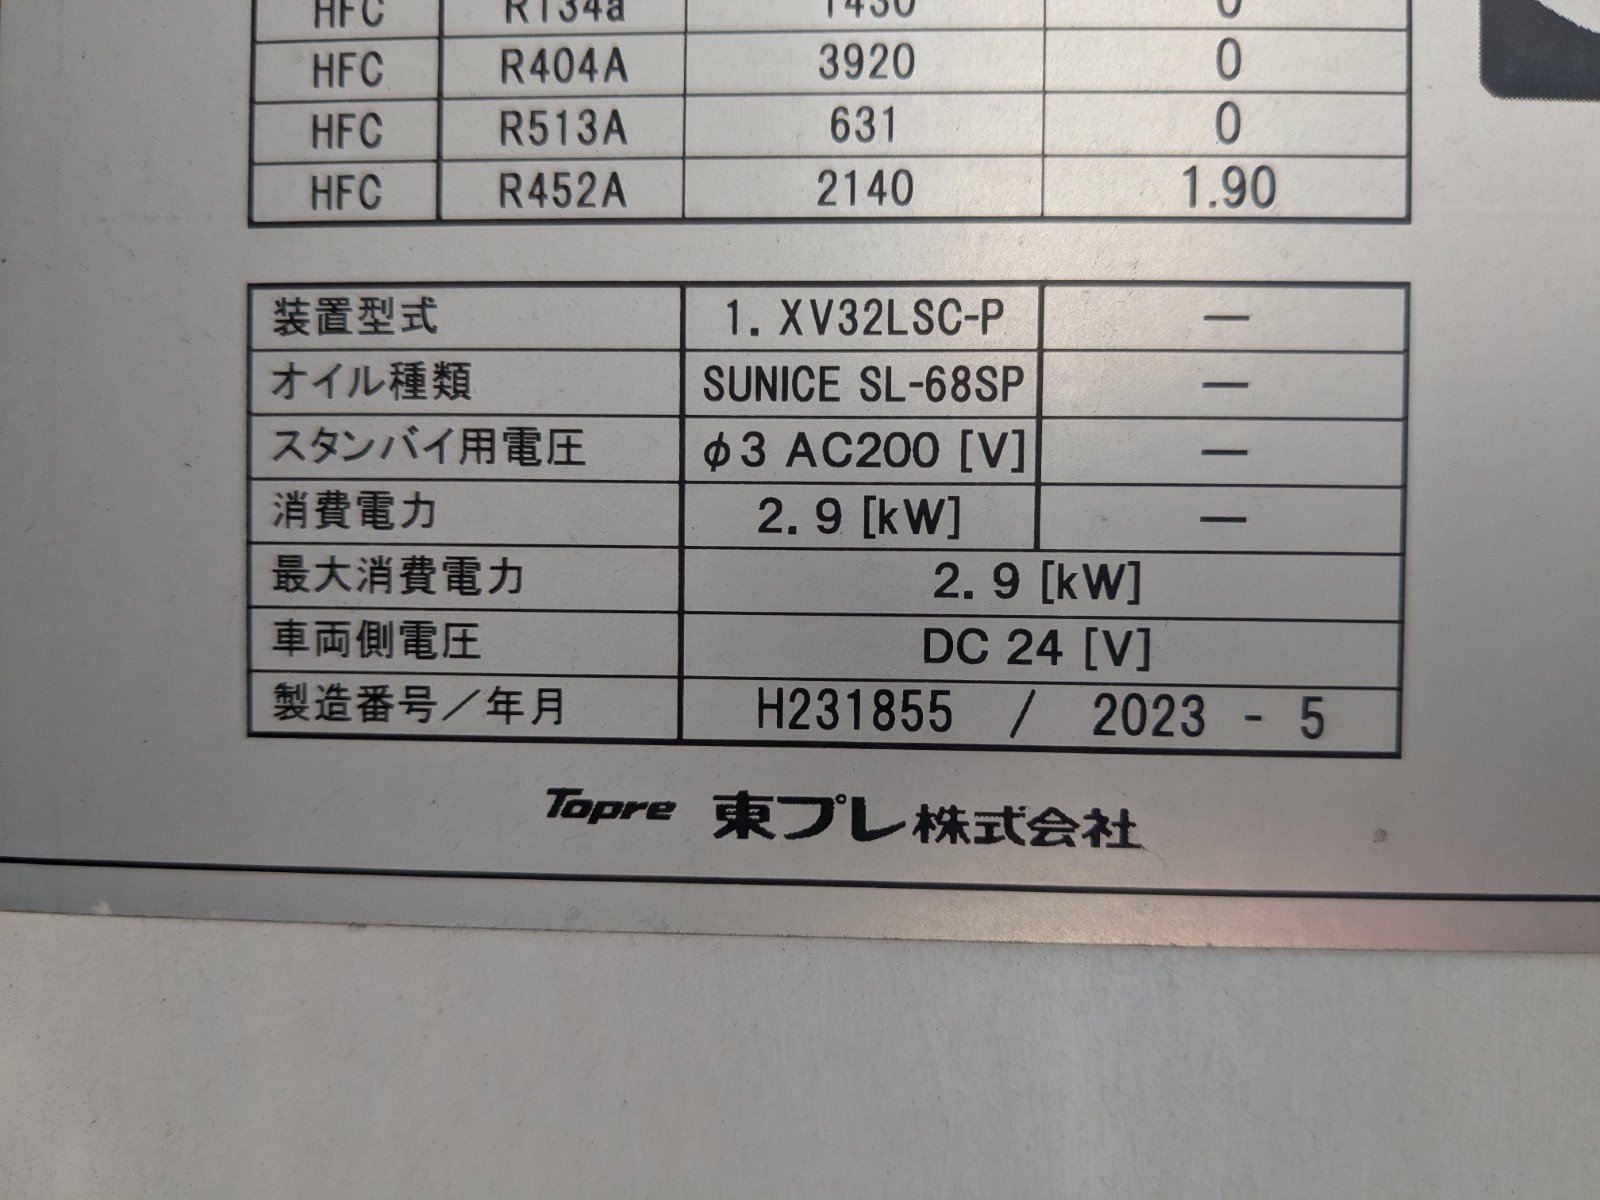 HFC R134a 1430 0
HFC R404A 3920 0
HFC R513A 631 0
HFC R452A 2140 1.90
装置型式 1. XV32LSC-P —
オイル種類 SUNICE SL-68SP —
スタンバイ用電圧 φ3 AC200 [V] —
消費電力 2. 9 [kW] —
最大消費電力 2. 9 [kW]
車両側電圧 DC 24 [V]
製造番号／年月 H231855 / 2023 - 5
Topre 東プレ株式会社